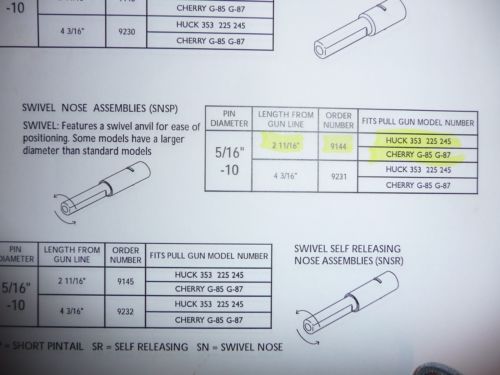 -10
4 3/16" 9230 HUCK 353 225 245
CHERRY G-85 G-87
SWIVEL NOSE ASSEMBLIES (SNSP)
SWIVEL: Features a swivel anvil for ease of
positioning. Some models have a larger
diameter than standard models
PIN DIAMETER
LENGTH FROM GUN LINE
ORDER NUMBER
FITS PULL GUN MODEL NUMBER
5/16"
-10
2 11/16" 9144 HUCK 353 225 245
CHERRY G-85 G-87
4 3/16" 9231 HUCK 353 225 245
CHERRY G-85 G-87
PIN
LENGTH FROM GUN LINE
ORDER NUMBER
FITS PULL GUN MODEL NUMBER
5/16"
-10
2 11/16" 9145 HUCK 353 225 245
CHERRY G-85 G-87
4 3/16" 9232 HUCK 353 225 245
CHERRY G-85 G-87
SWIVEL SELF RELEASING
NOSE ASSEMBLIES (SNSR)
= SHORT PINTAIL SR = SELF RELEASING SN = SWIVEL NOSE